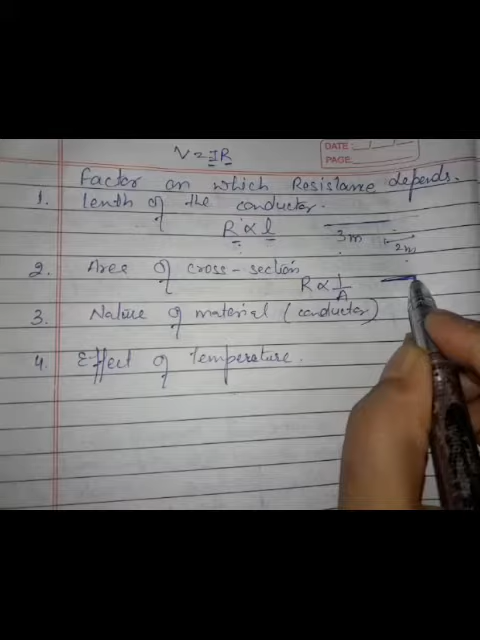 V = IR
DATE: / /
PAGE:
Factor on which Resistance depends.
1. lenth of the conductor.
R ∝ l
3m
2m
2. Area of cross-section
R ∝ 1/A
3. Nature of material (conductor)
4. Effect of Temperature.